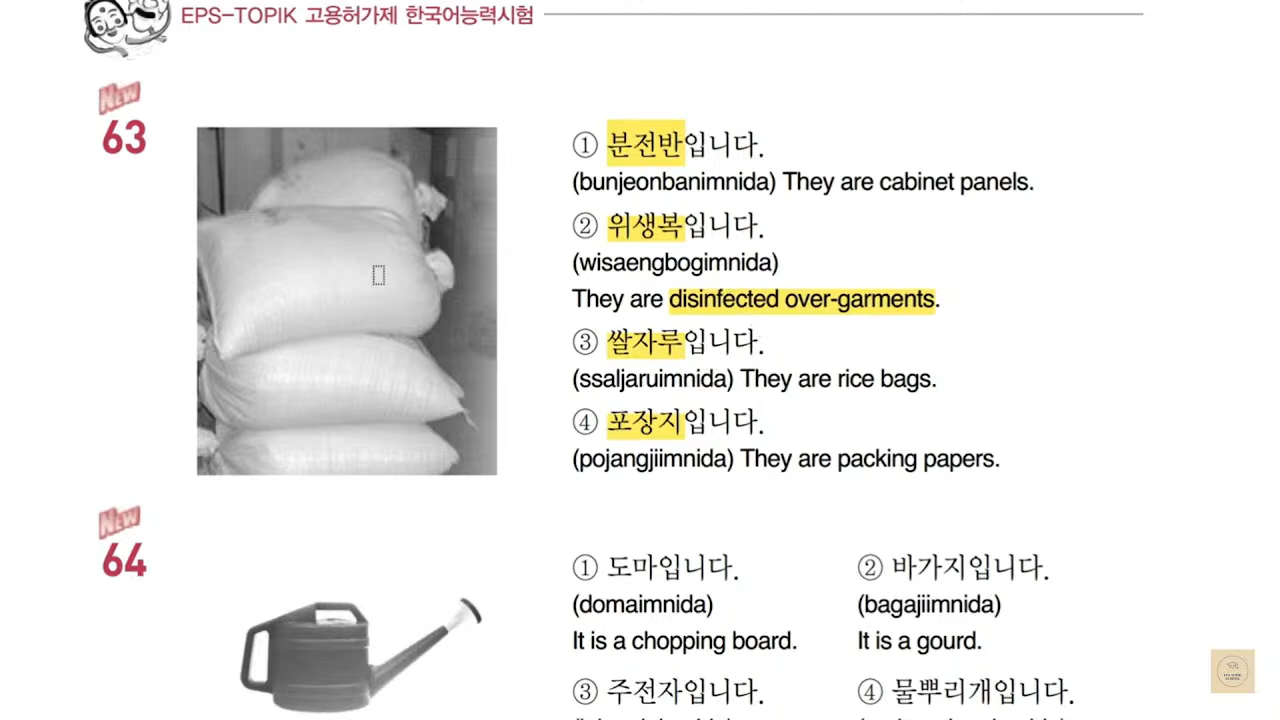 EPS-TOPIK 고용허가제 한국어능력시험
NEW
63
① 분전반입니다.
(bunjeonbanimnida) They are cabinet panels.
② 위생복입니다.
(wisaengbogimnida)
They are disinfected over-garments.
③ 쌀자루입니다.
(ssaljaruimnida) They are rice bags.
④ 포장지입니다.
(pojangjiimnida) They are packing papers.
NEW
64
① 도마입니다.
(domaimnida)
It is a chopping board.
② 바가지입니다.
(bagajiimnida)
It is a gourd.
③ 주전자입니다.
④ 물뿌리개입니다.